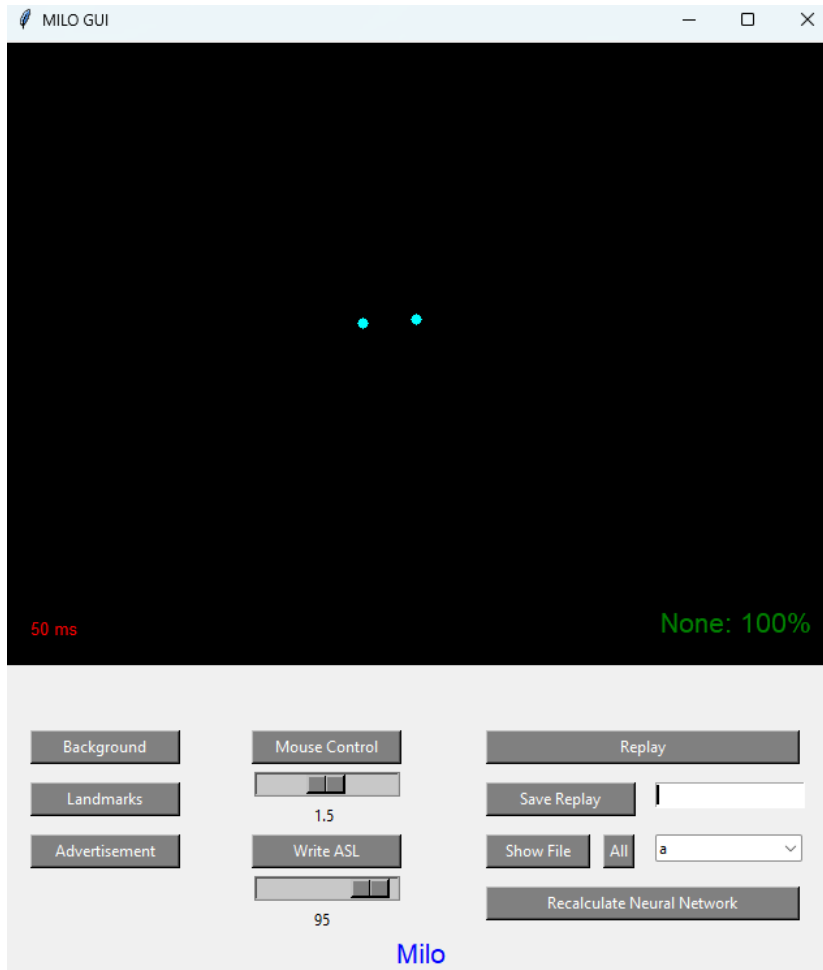 MILO GUI
50 ms
None: 100%
Background
Mouse Control
Replay
Landmarks
1.5
Save Replay
Advertisement
Write ASL
Show File
All
a
95
Recalculate Neural Network
Milo